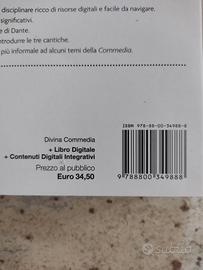 disciplinare ricco di risorse digitali e facile da navigare.
significativi.
e di Dante.
introdurre le tre cantiche.
più informale ad alcuni temi della Commedia.
Divina Commedia
+ Libro Digitale
+ Contenuti Digitali Integrativi
Prezzo al pubblico
Euro 34,50
ISBN 978-88-00-34988-8
9 788800 349888
subito